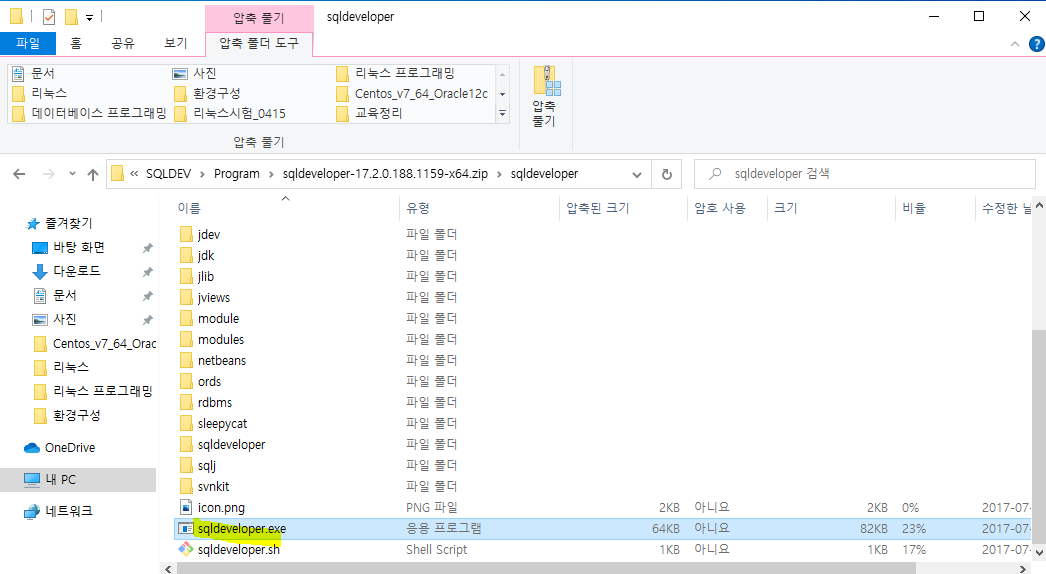 압축 풀기
sqldeveloper
파일 홈 공유 보기 압축 폴더 도구
문서 사진 리눅스 프로그래밍
리눅스 환경구성 Centos_v7_64_Oracle12c
데이터베이스 프로그래밍 리눅스시험_0415 교육정리
압축 풀기
압축 풀기
« SQLDEV › Program › sqldeveloper-17.2.0.188.1159-x64.zip › sqldeveloper
sqldeveloper 검색
이름 유형 압축된 크기 암호 사용 크기 비율 수정한 날
즐겨찾기
바탕 화면
다운로드
문서
사진
Centos_v7_64_Orac
리눅스
리눅스 프로그래밍
환경구성
OneDrive
내 PC
네트워크
jdev 파일 폴더
jdk 파일 폴더
jlib 파일 폴더
jviews 파일 폴더
module 파일 폴더
modules 파일 폴더
netbeans 파일 폴더
ords 파일 폴더
rdbms 파일 폴더
sleepycat 파일 폴더
sqldeveloper 파일 폴더
sqlj 파일 폴더
svnkit 파일 폴더
icon.png PNG 파일 2KB 아니요 2KB 0% 2017-07-
sqldeveloper.exe 응용 프로그램 64KB 아니요 82KB 23% 2017-07-
sqldeveloper.sh Shell Script 1KB 아니요 1KB 17% 2017-07-